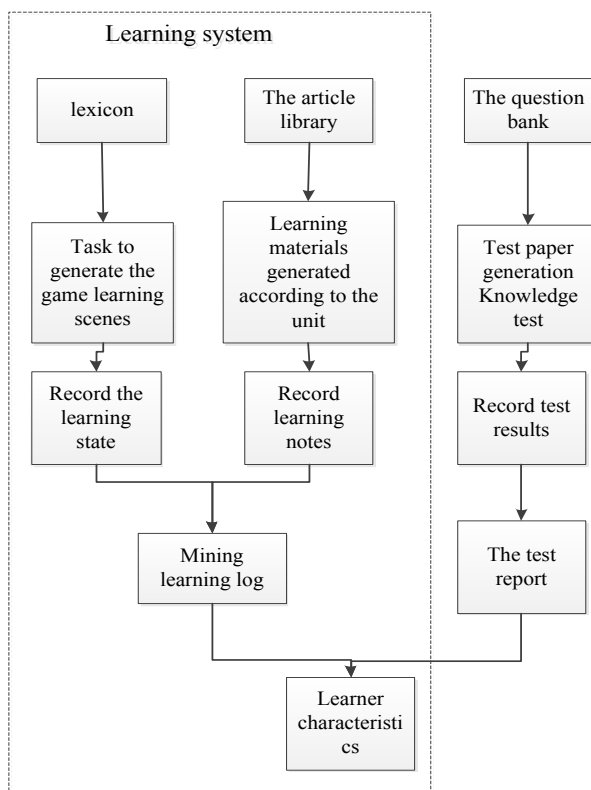 Learning system
lexicon
The article
library
The question
bank
Task to
generate the
game learning
scenes
Learning
materials
generated
according to the
unit
Test paper
generation
Knowledge
test
Record the
learning
state
Record
learning
notes
Record test
results
Mining
learning log
The test
report
Learner
characteristi
cs